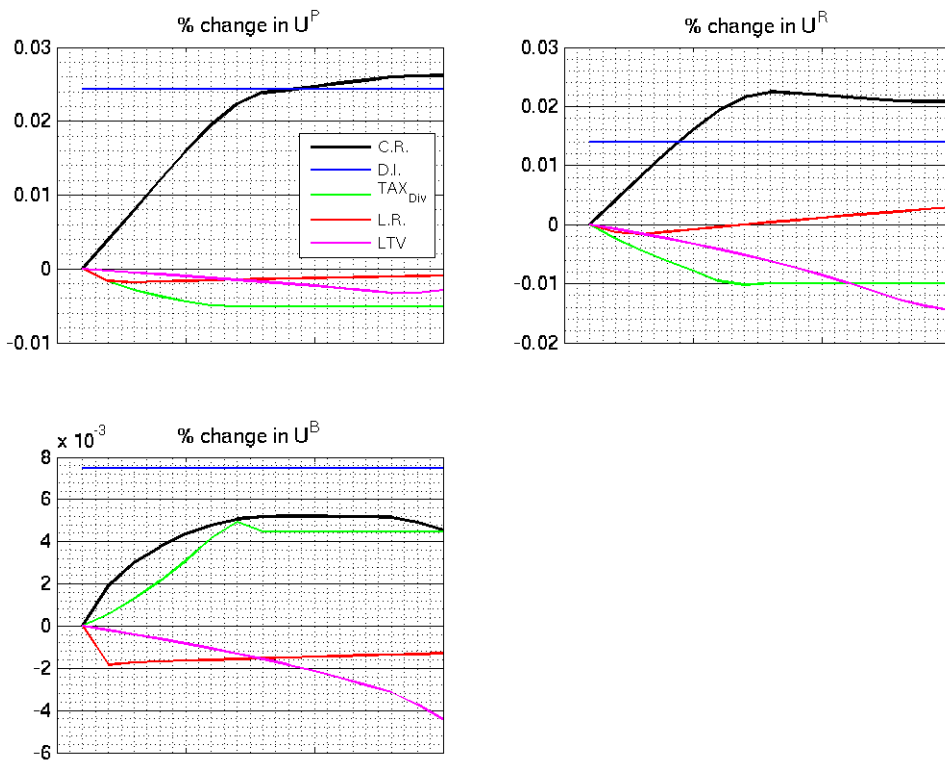 % change in U^P
0.03
0.02
0.01
0
-0.01
C.R.
D.I.
TAX_Div
L.R.
LTV
% change in U^R
0.03
0.02
0.01
0
-0.01
-0.02
% change in U^B
x 10^-3
8
6
4
2
0
-2
-4
-6